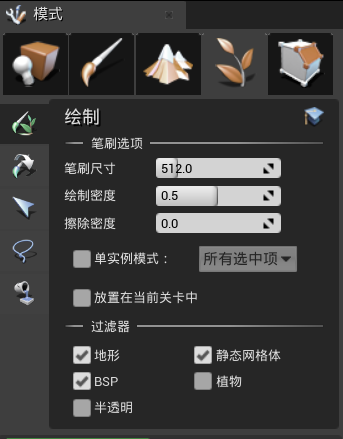 模式
绘制
笔刷选项
笔刷尺寸 512.0
绘制密度 0.5
擦除密度 0.0
单实例模式： 所有选中项
放置在当前关卡中
过滤器
地形 静态网格体
BSP 植物
半透明